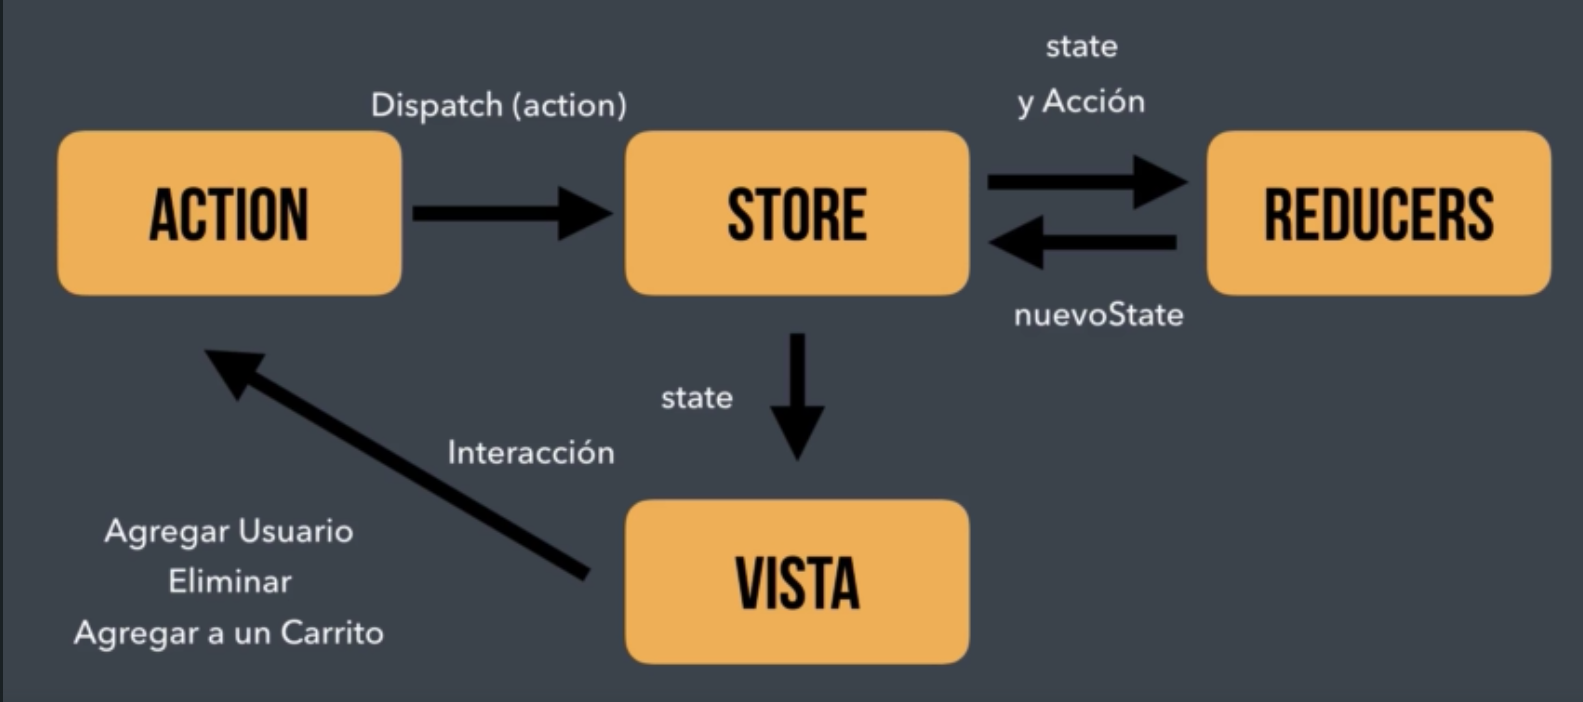 state
y Acción
Dispatch (action)
ACTION
STORE
REDUCERS
nuevoState
state
Interacción
Agregar Usuario
Eliminar
Agregar a un Carrito
VISTA